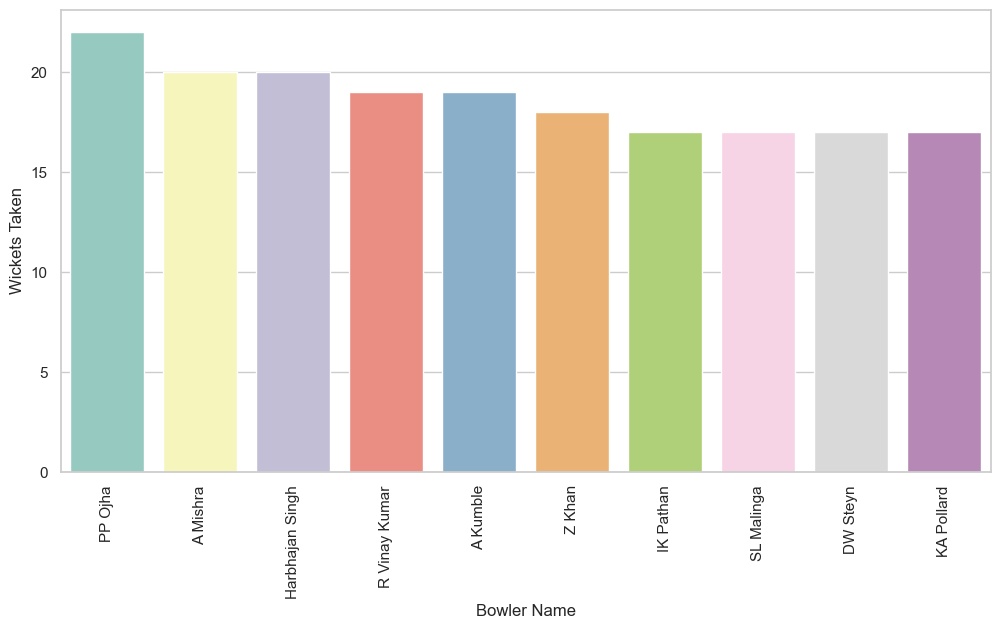 Wickets Taken
20
15
10
5
0
PP Ojha
A Mishra
Harbhajan Singh
R Vinay Kumar
A Kumble
Z Khan
IK Pathan
SL Malinga
DW Steyn
KA Pollard
Bowler Name